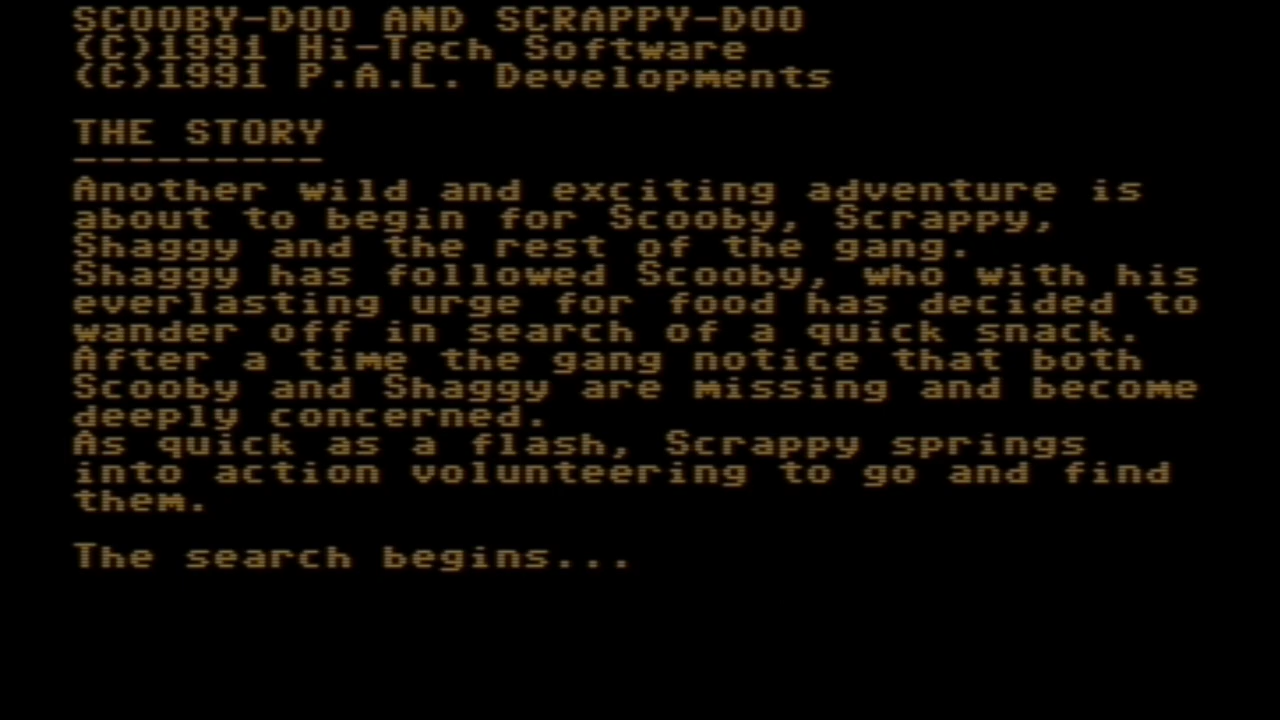 SCOOBY-DOO AND SCRAPPY-DOO
(C)1991 Hi-Tech Software
(C)1991 P.A.L. Developments
THE STORY
---------
Another wild and exciting adventure is
about to begin for Scooby, Scrappy,
Shaggy and the rest of the gang.
Shaggy has followed Scooby, who with his
everlasting urge for food has decided to
wander off in search of a quick snack.
After a time the gang notice that both
Scooby and Shaggy are missing and become
deeply concerned.
As quick as a flash, Scrappy springs
into action volunteering to go and find
them.
The search begins...